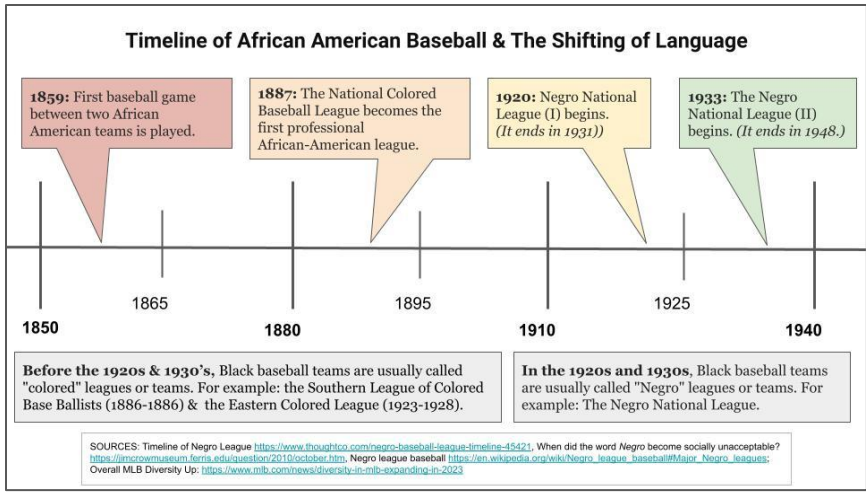 Timeline of African American Baseball & The Shifting of Language
1859: First baseball game
between two African
American teams is played.
1887: The National Colored
Baseball League becomes the
first professional
African-American league.
1920: Negro National
League (I) begins.
(It ends in 1931))
1933: The Negro
National League (II)
begins. (It ends in 1948.)
1850
1865
1880
1895
1910
1925
1940
Before the 1920s & 1930's, Black baseball teams are usually called
"colored" leagues or teams. For example: the Southern League of Colored
Base Ballists (1886-1886) & the Eastern Colored League (1923-1928).
In the 1920s and 1930s, Black baseball teams
are usually called "Negro" leagues or teams. For
example: The Negro National League.
SOURCES: Timeline of Negro League https://www.thoughtco.com/negro-baseball-league-timeline-45421, When did the word Negro become socially unacceptable?
https://jimcrowmuseum.ferris.edu/question/2010/october.htm, Negro league baseball https://en.wikipedia.org/wiki/Negro_league_baseball#Major_Negro_leagues;
Overall MLB Diversity Up: https://www.mlb.com/news/diversity-in-mlb-expanding-in-2023